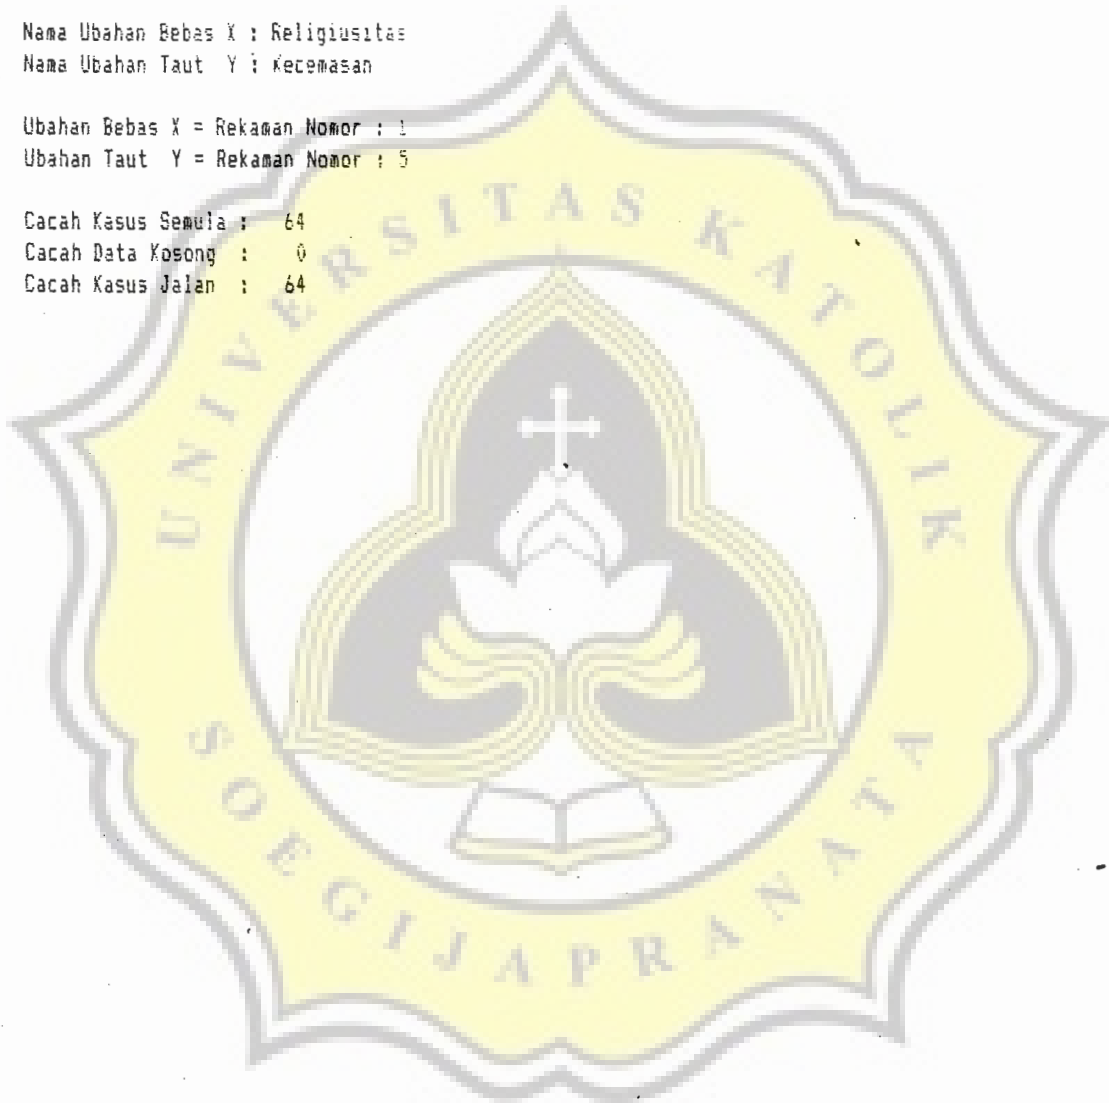 Nama Ubahan Bebas X : Religiusitas
Nama Ubahan Taut  Y : Kecemasan

Ubahan Bebas X = Rekaman Nomor : 1
Ubahan Taut  Y = Rekaman Nomor : 5

Cacah Kasus Semula :   64
Cacah Data Kosong  :    0
Cacah Kasus Jalan  :   64

UNIVERSITAS KATOLIK
SOEGIJAPRANATA